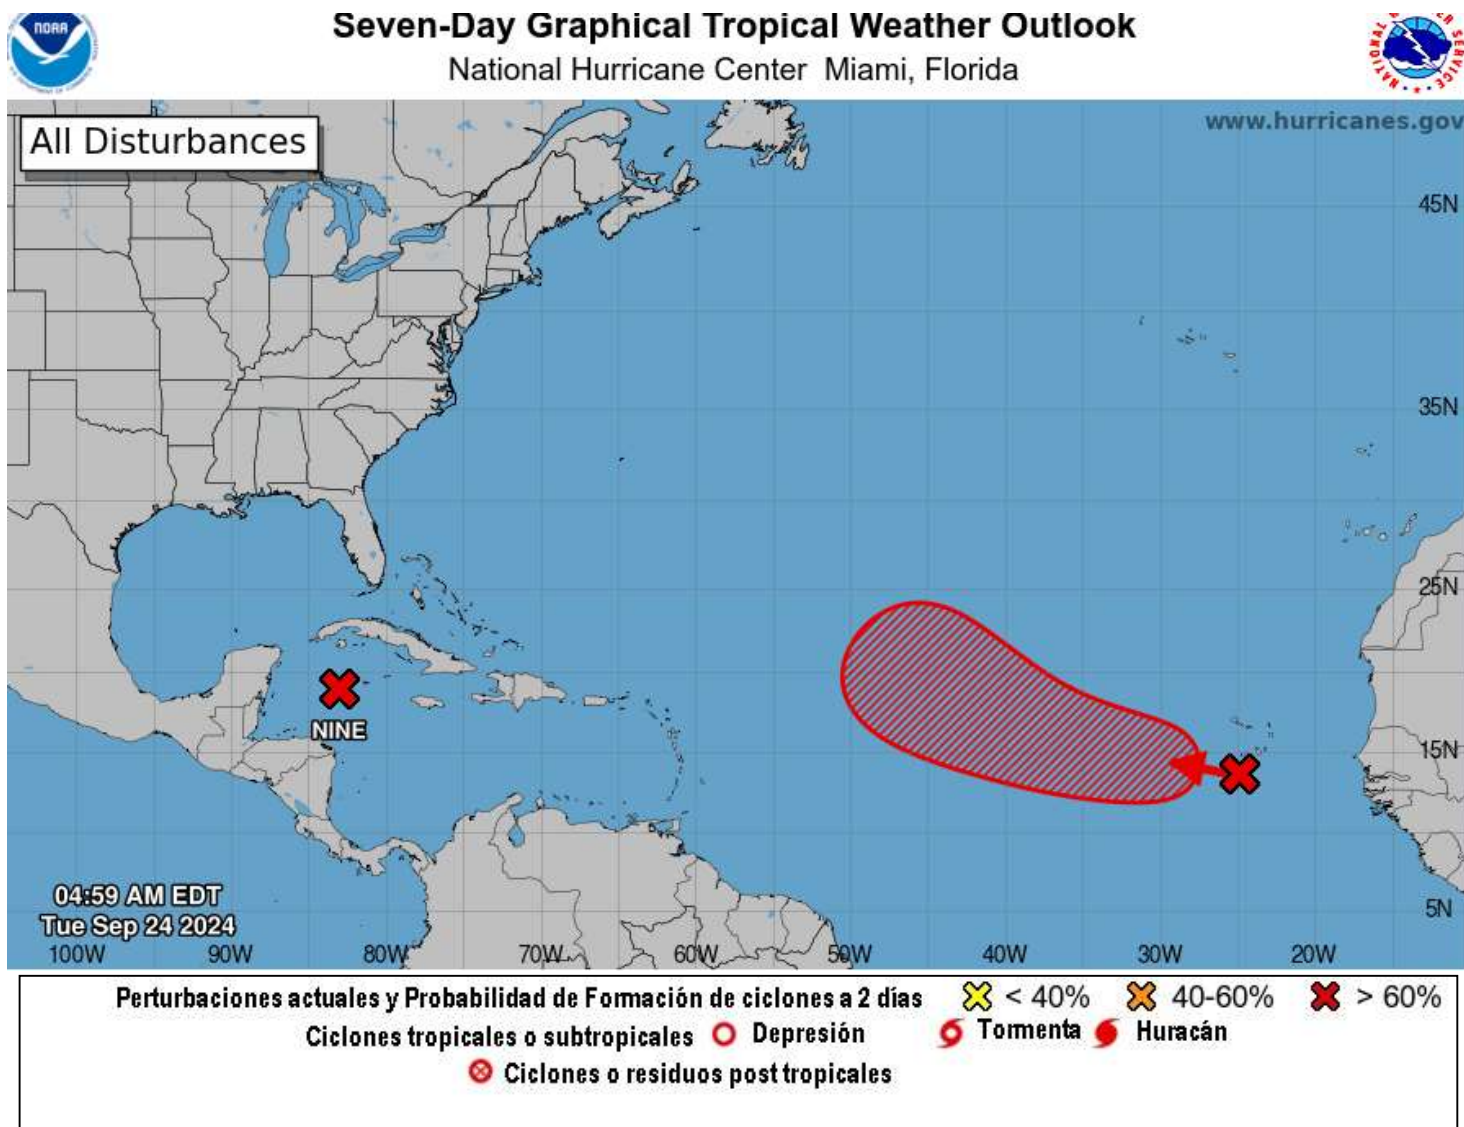 Seven-Day Graphical Tropical Weather Outlook
National Hurricane Center Miami, Florida
NOAA
NATIONAL SERVICE
www.hurricanes.gov
All Disturbances
45N
35N
25N
15N
5N
NINE
04:59 AM EDT
Tue Sep 24 2024
100W 90W 80W 70W 60W 50W 40W 30W 20W
Perturbaciones actuales y Probabilidad de Formación de ciclones a 2 días < 40% 40-60% > 60%
Ciclones tropicales o subtropicales Depresión Tormenta Huracán
Ciclones o residuos post tropicales